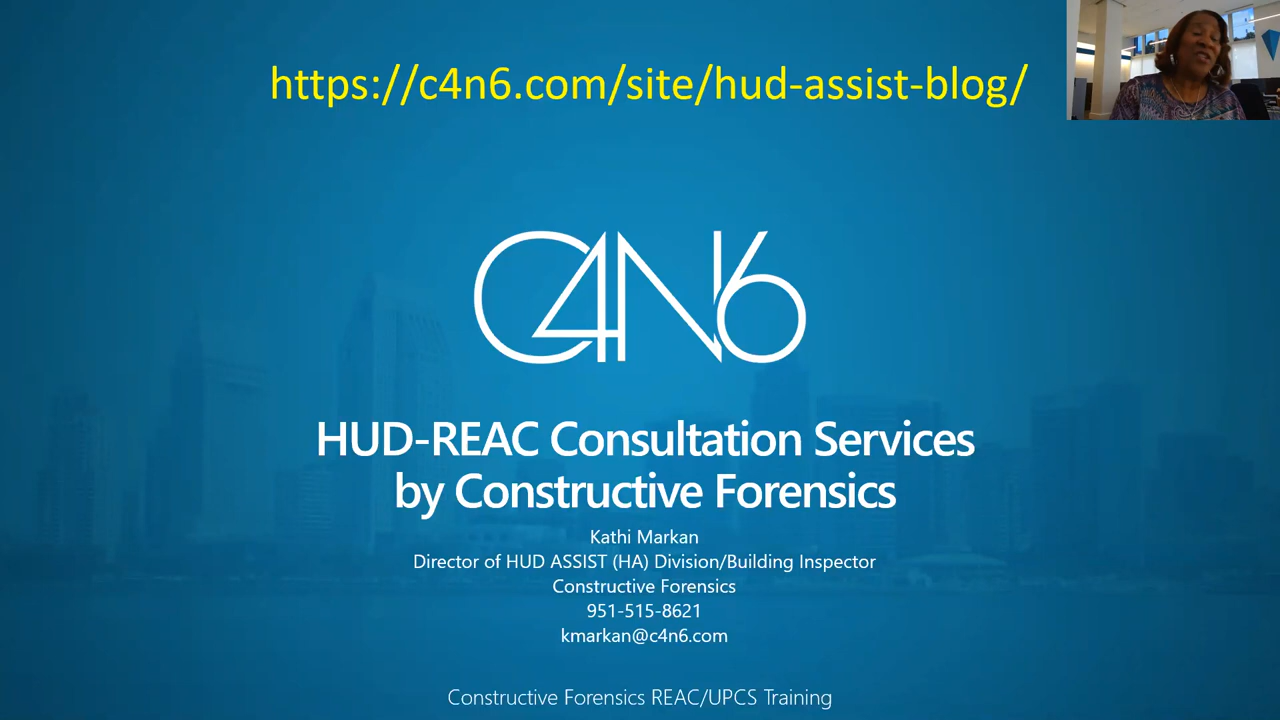 https://c4n6.com/site/hud-assist-blog/
C4N6
HUD-REAC Consultation Services
by Constructive Forensics
Kathi Markan
Director of HUD ASSIST (HA) Division/Building Inspector
Constructive Forensics
951-515-8621
kmarkan@c4n6.com
Constructive Forensics REAC/UPCS Training